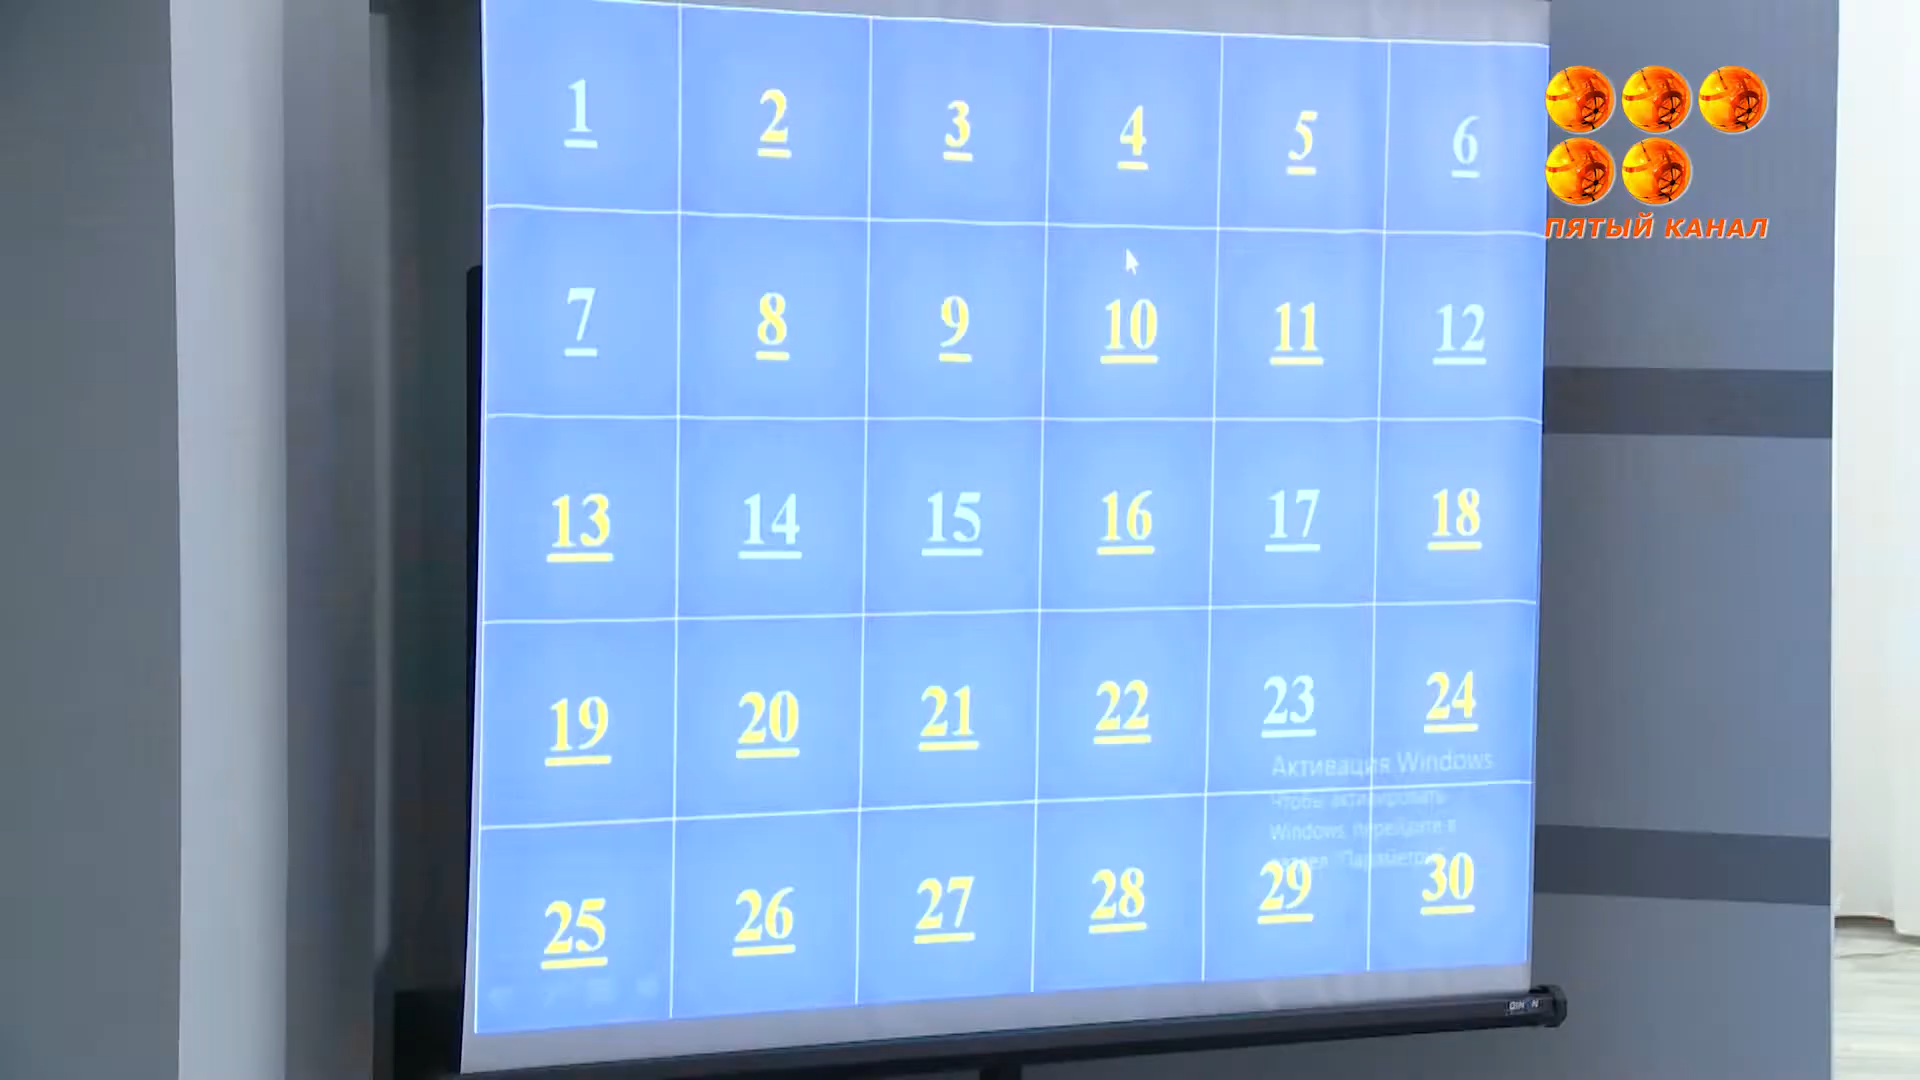 1 2 3 4 5 6
7 8 9 10 11 12
13 14 15 16 17 18
19 20 21 22 23 24
25 26 27 28 29 30
Активация Windows
Чтобы активировать
Windows, перейдите в
раздел "Параметры".
ПЯТЫЙ КАНАЛ